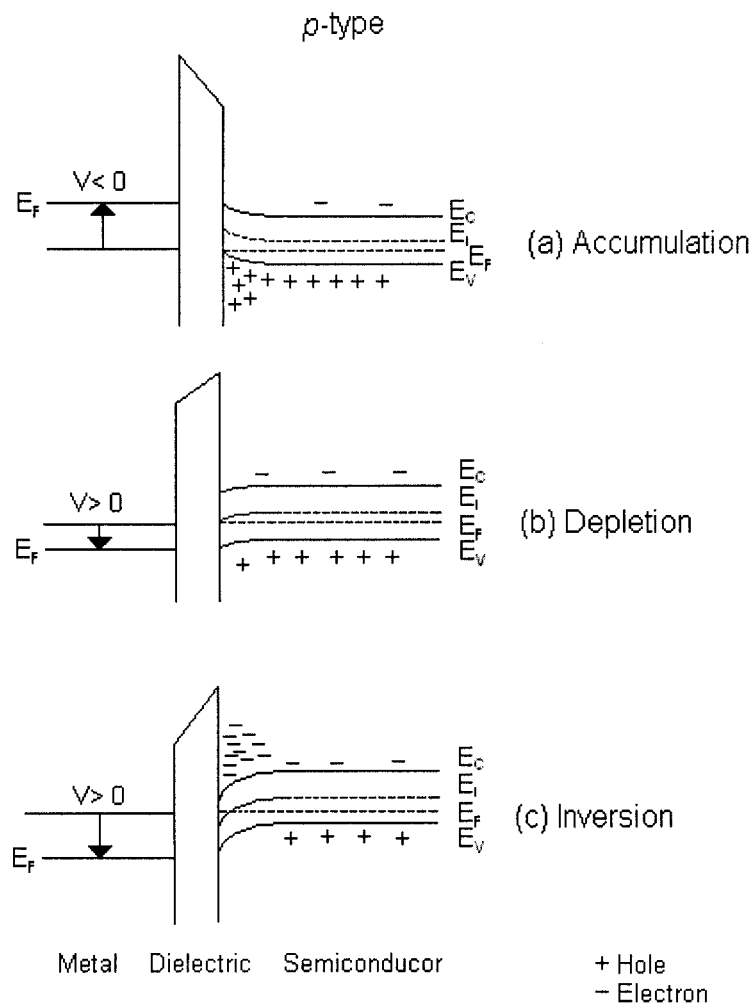 p-type
V< 0
E_F
E_C
E_I
E_F
E_V
(a) Accumulation
V> 0
E_F
E_C
E_I
E_F
E_V
(b) Depletion
V> 0
E_F
E_C
E_I
E_F
E_V
(c) Inversion
Metal Dielectric Semiconducor
+ Hole
− Electron